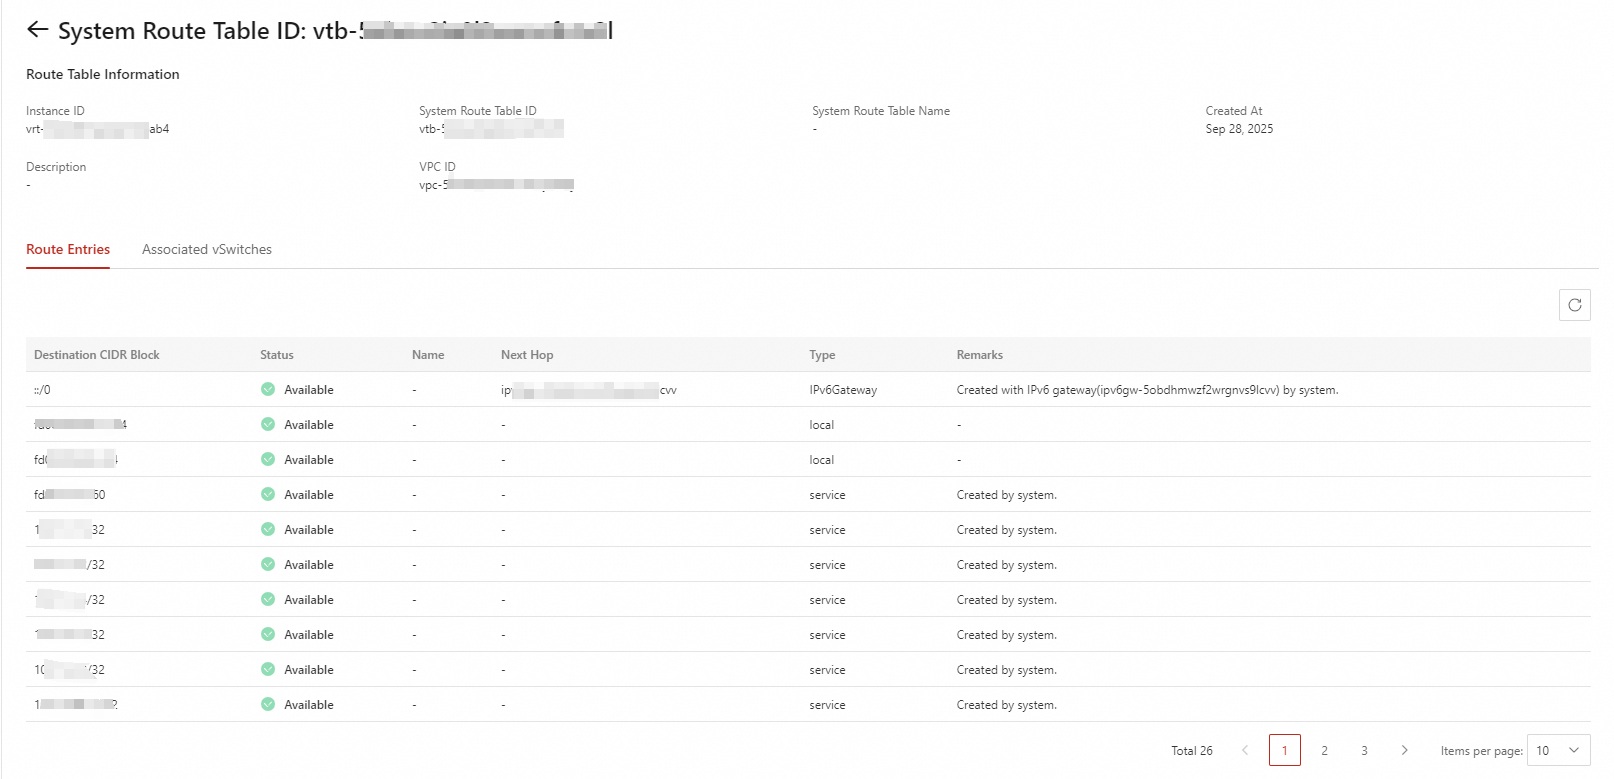 System Route Table ID: vtb-
Route Table Information
Instance ID System Route Table ID System Route Table Name Created At
vrt- ab4 vtb- - Sep 28, 2025
Description VPC ID
- vpc-5
Route Entries Associated vSwitches
Destination CIDR Block Status Name Next Hop Type Remarks
::/0 Available - cvv IPv6Gateway Created with IPv6 gateway(ipv6gw-5obdhmwzf2wrgnvs9lcvv) by system.
Available - - local -
Available - - local -
Available - - service Created by system.
32 Available - - service Created by system.
/32 Available - - service Created by system.
/32 Available - - service Created by system.
32 Available - - service Created by system.
10 /32 Available - - service Created by system.
Available - - service Created by system.
Total 26 1 2 3 Items per page: 10